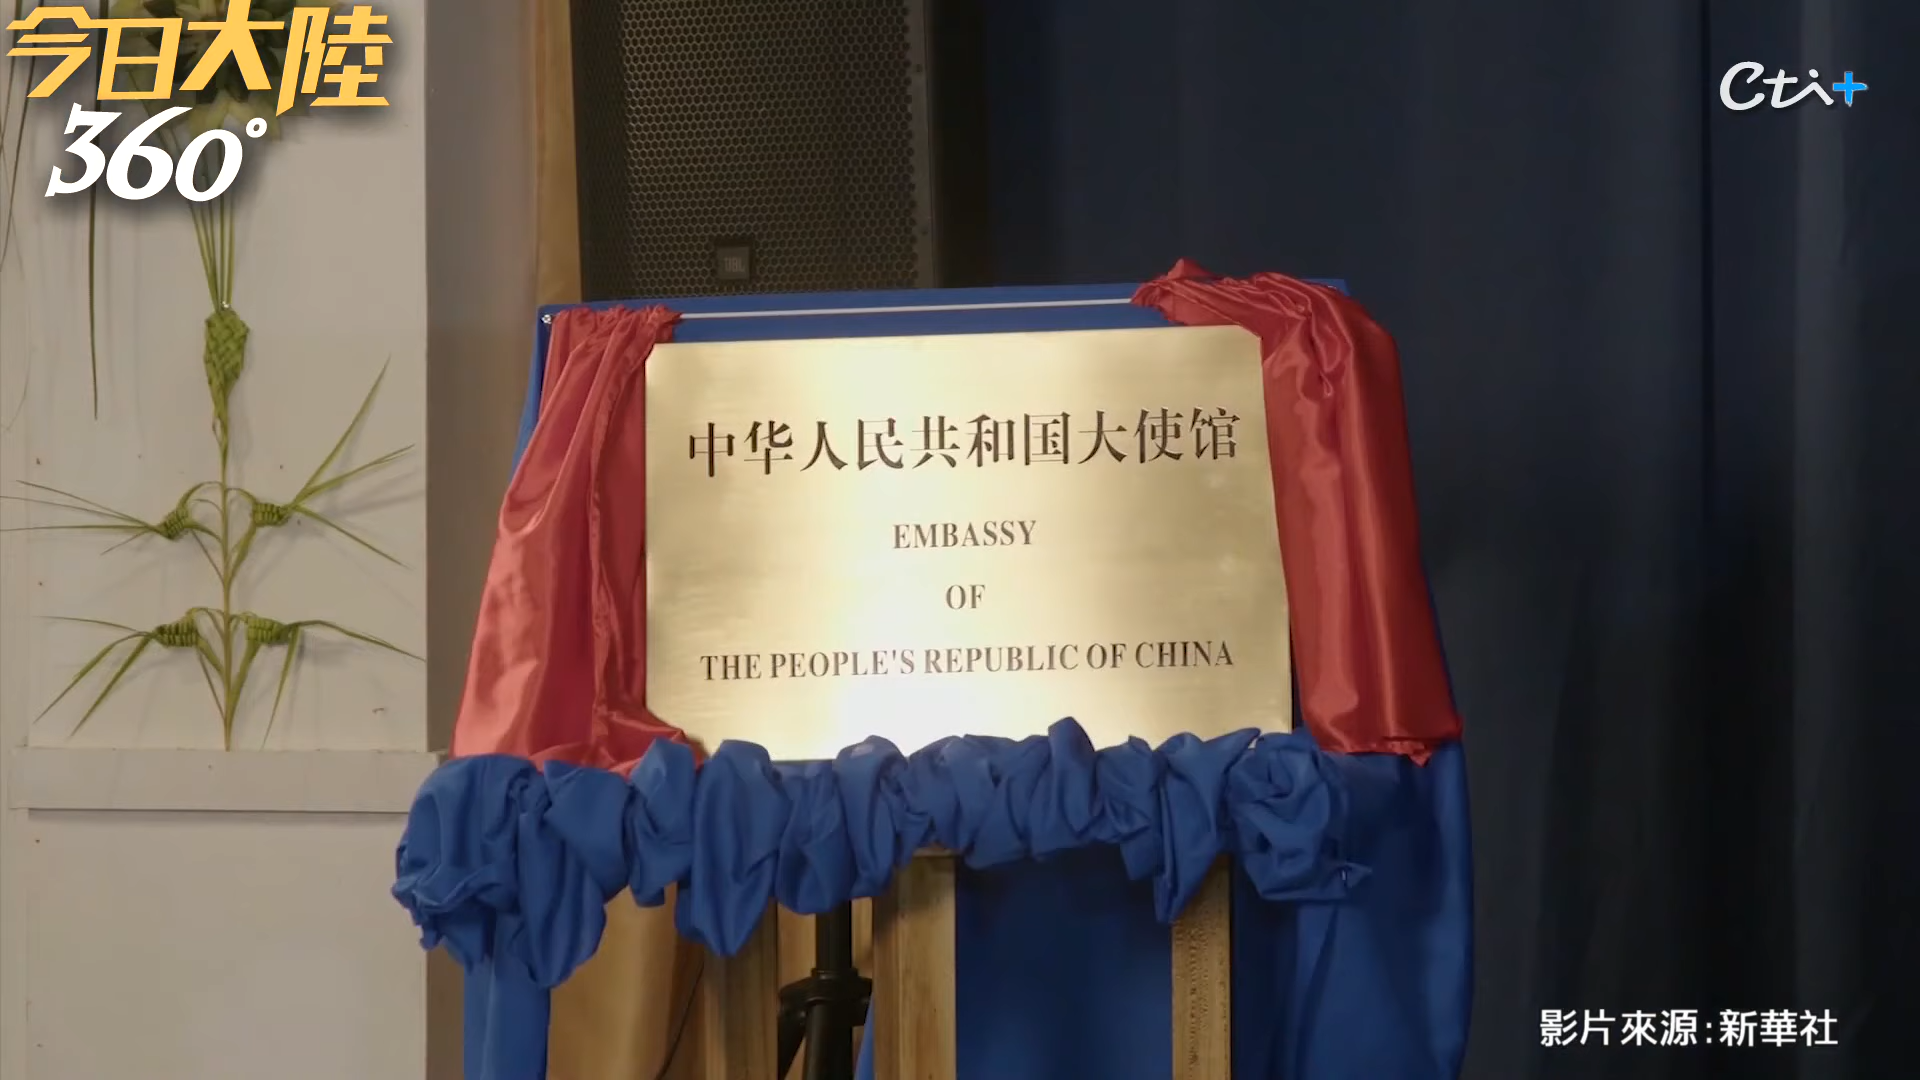 今日大陸
360°
Cti+
JBL
中华人民共和国大使馆
EMBASSY
OF
THE PEOPLE'S REPUBLIC OF CHINA
影片來源:新華社